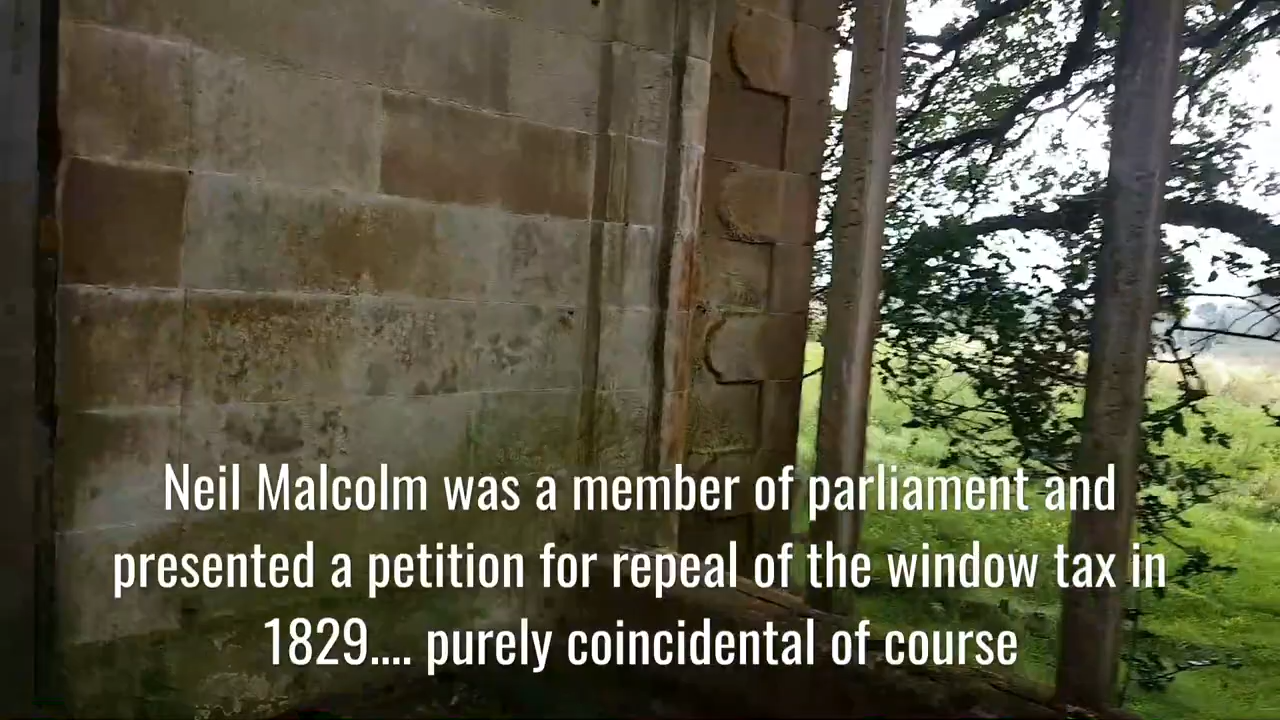 Neil Malcolm was a member of parliament and
presented a petition for repeal of the window tax in
1829.... purely coincidental of course